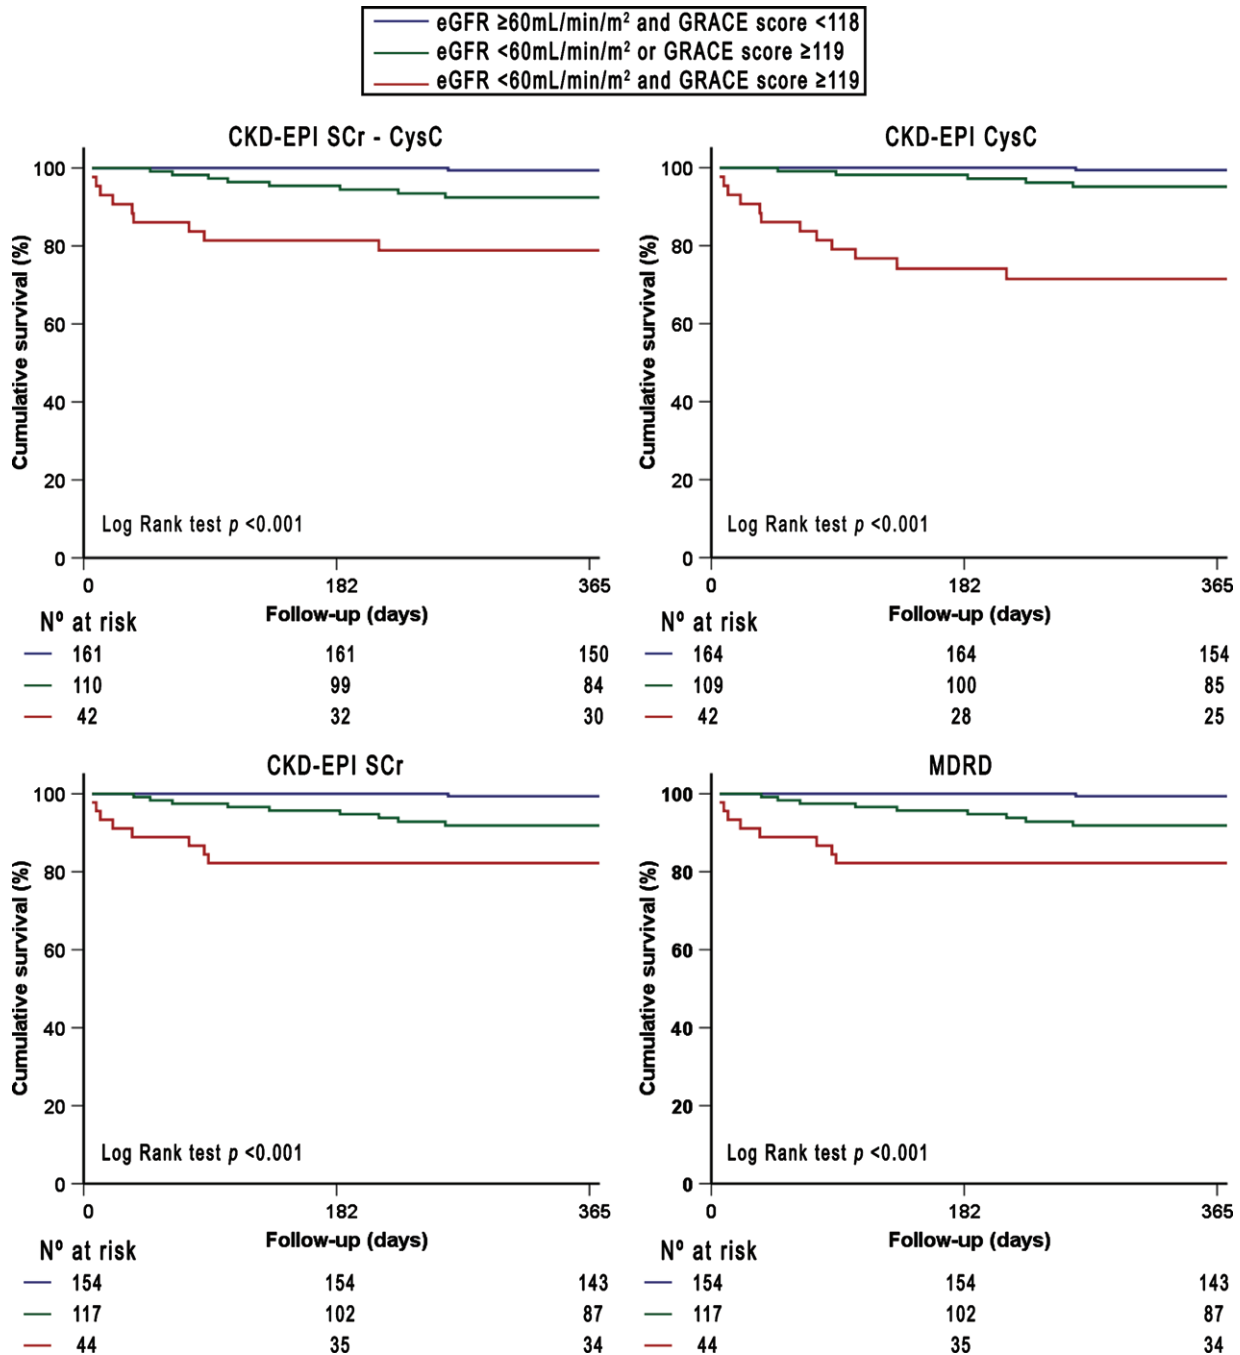 eGFR ≥60mL/min/m² and GRACE score <118
eGFR <60mL/min/m² or GRACE score ≥119
eGFR <60mL/min/m² and GRACE score ≥119
CKD-EPI SCr - CysC
Cumulative survival (%)
100
80
60
40
20
0
Log Rank test p <0.001
0 182 365
Follow-up (days)
Nº at risk
161 161 150
110 99 84
42 32 30
CKD-EPI CysC
Cumulative survival (%)
100
80
60
40
20
0
Log Rank test p <0.001
0 182 365
Follow-up (days)
Nº at risk
164 164 154
109 100 85
42 28 25
CKD-EPI SCr
Cumulative survival (%)
100
80
60
40
20
0
Log Rank test p <0.001
0 182 365
Follow-up (days)
Nº at risk
154 154 143
117 102 87
44 35 34
MDRD
Cumulative survival (%)
100
80
60
40
20
0
Log Rank test p <0.001
0 182 365
Follow-up (days)
Nº at risk
154 154 143
117 102 87
44 35 34